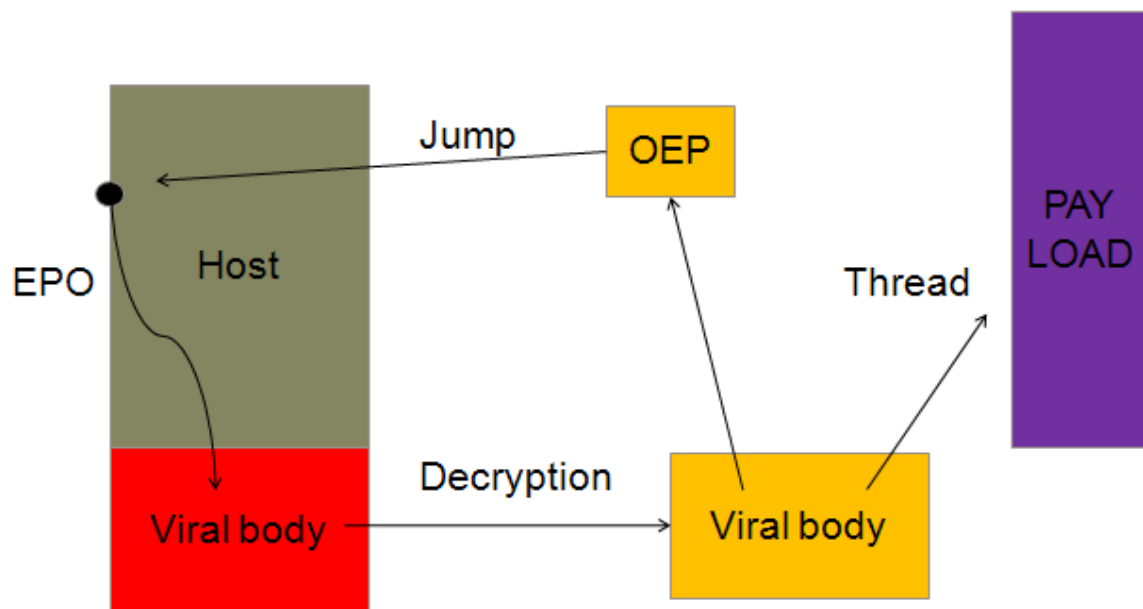 Jump
OEP
PAY
LOAD
EPO
Host
Thread
Decryption
Viral body
Viral body